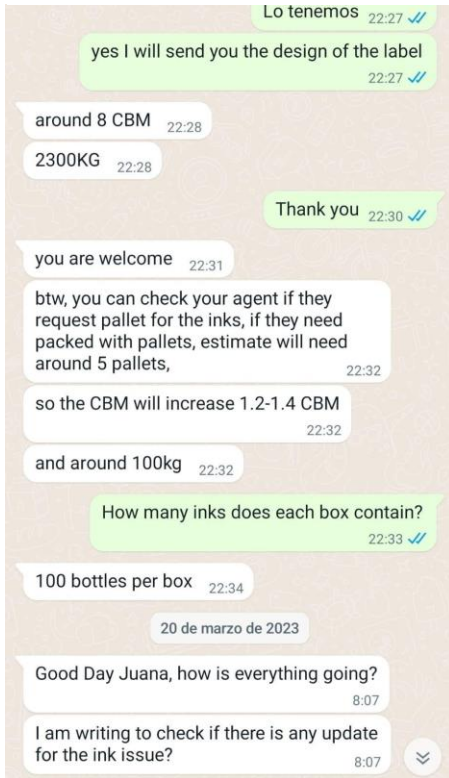 Lo tenemos 22:27
yes I will send you the design of the label
22:27
around 8 CBM 22:28
2300KG 22:28
Thank you 22:30
you are welcome 22:31
btw, you can check your agent if they
request pallet for the inks, if they need
packed with pallets, estimate will need
around 5 pallets,
22:32
so the CBM will increase 1.2-1.4 CBM
22:32
and around 100kg 22:32
How many inks does each box contain?
22:33
100 bottles per box 22:34
20 de marzo de 2023
Good Day Juana, how is everything going?
8:07
I am writing to check if there is any update
for the ink issue?
8:07